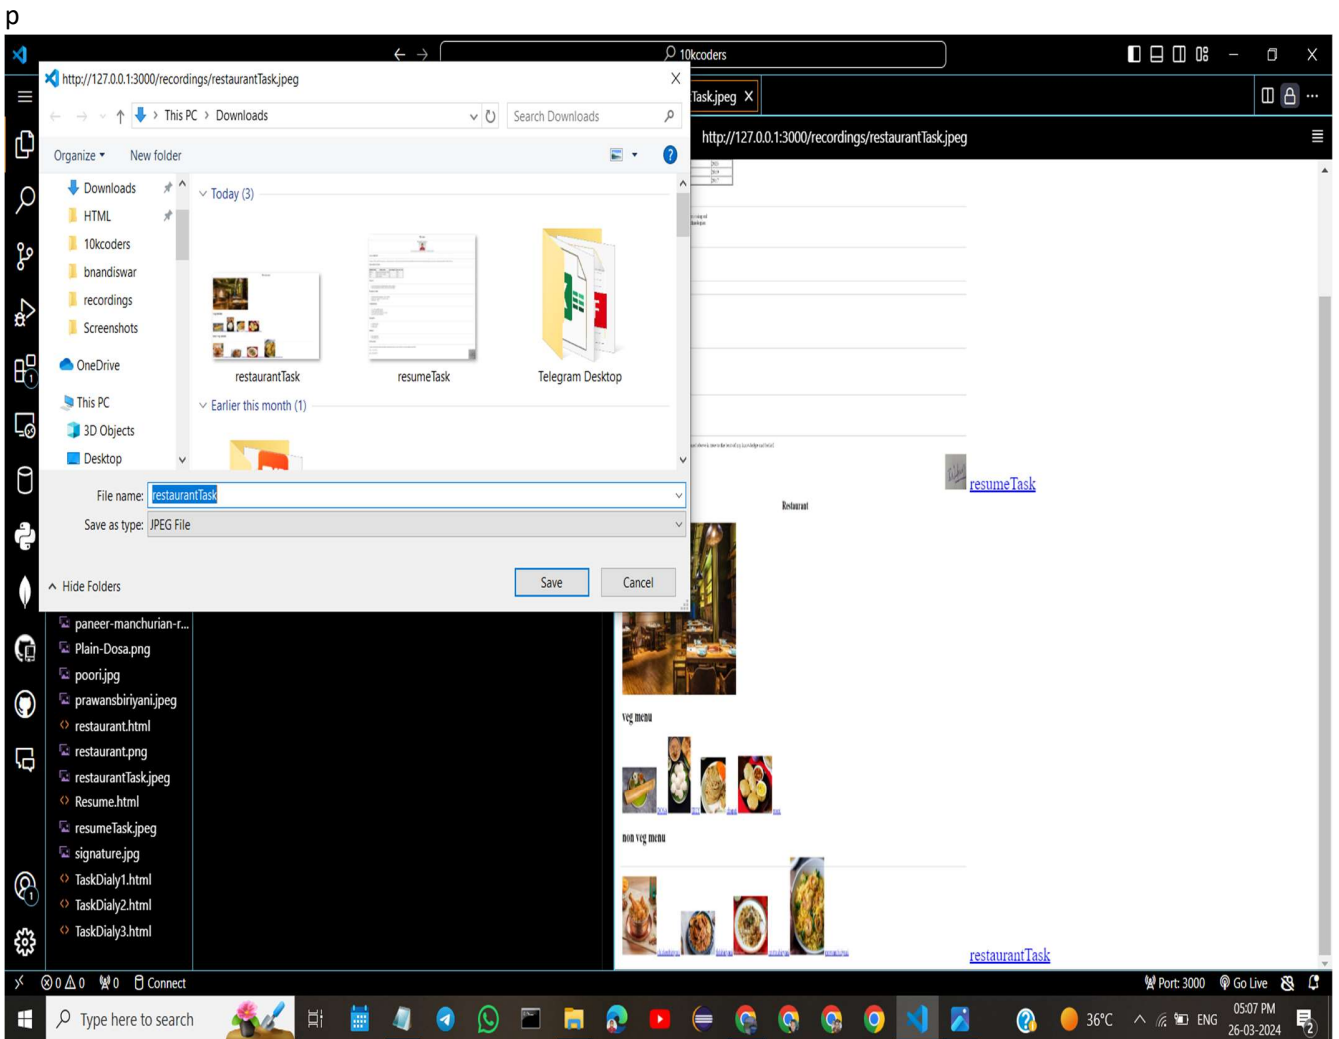 p
10kcoders
http://127.0.0.1:3000/recordings/restaurantTask.jpeg
This PC > Downloads
Search Downloads
Organize
New folder
Downloads
HTML
10kcoders
bnandiswar
recordings
Screenshots
OneDrive
This PC
3D Objects
Desktop
Today (3)
restaurantTask
resumeTask
Telegram Desktop
Earlier this month (1)
File name: restaurantTask
Save as type: JPEG File
Hide Folders
Save
Cancel
Task.jpeg
http://127.0.0.1:3000/recordings/restaurantTask.jpeg
2019
2017
resumeTask
Restaurant
veg menu
non veg menu
restaurantTask
paneer-manchurian-r...
Plain-Dosa.png
poori.jpg
prawansbiriyani.jpeg
restaurant.html
restaurant.png
restaurantTask.jpeg
Resume.html
resumeTask.jpeg
signature.jpg
TaskDialy1.html
TaskDialy2.html
TaskDialy3.html
0 0 0 Connect
Port: 3000 Go Live
Type here to search
36°C ENG
05:07 PM
26-03-2024